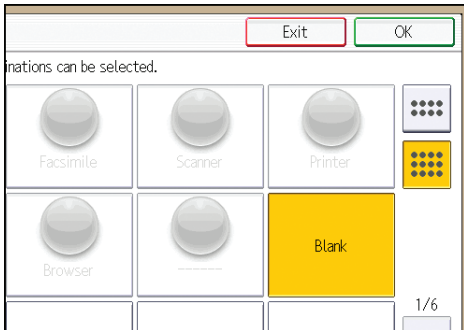 Exit OK
inations can be selected.
Facsimile Scanner Printer
Browser ------ Blank
1/6